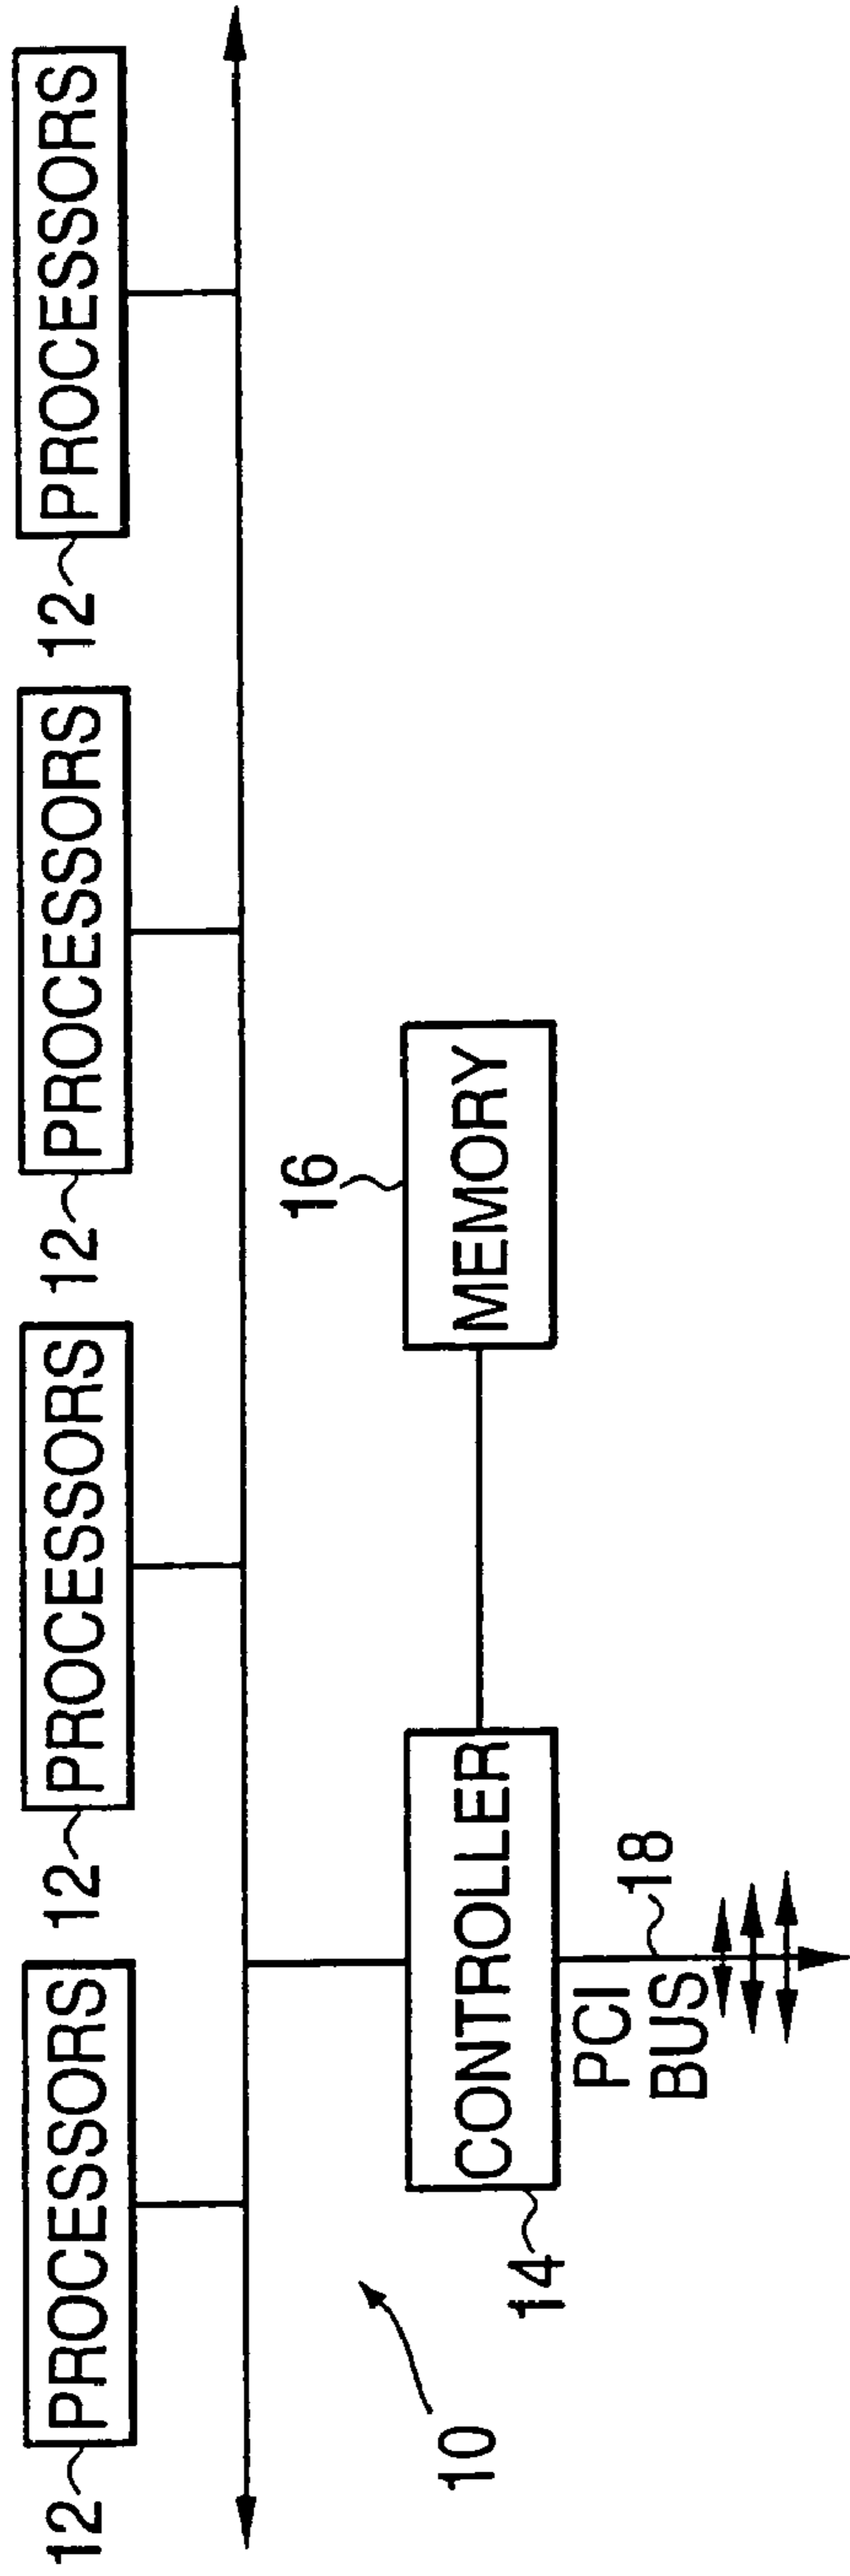 12 PROCESSORS
12 PROCESSORS
12 PROCESSORS
12 PROCESSORS
16
MEMORY
10
14
CONTROLLER
PCI
BUS
18